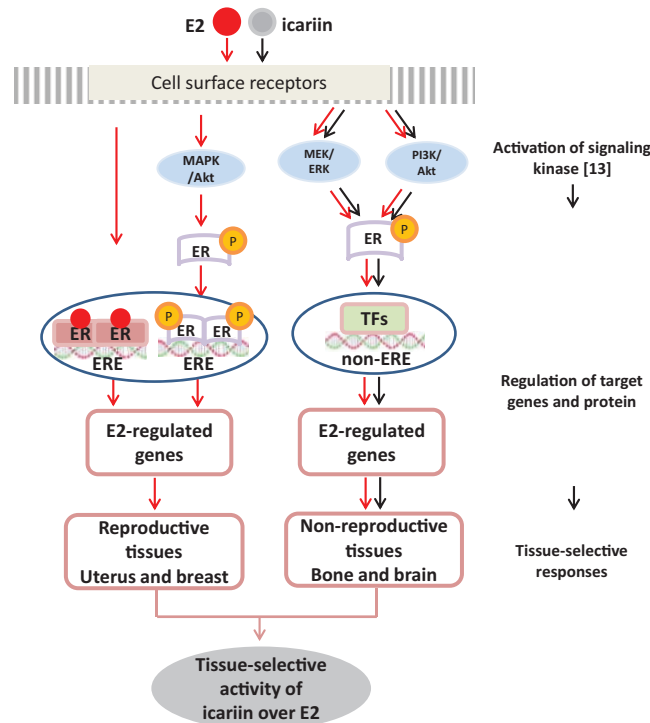 E2
icariin
Cell surface receptors
MAPK
/Akt
MEK/
ERK
PI3K/
Akt
Activation of signaling
kinase [13]
P
ER
P
ER
P
P
ER
ER
ER
ER
ERE
ERE
TFs
non-ERE
Regulation of target
genes and protein
E2-regulated
genes
E2-regulated
genes
Reproductive
tissues
Uterus and breast
Non-reproductive
tissues
Bone and brain
Tissue-selective
responses
Tissue-selective
activity of
icariin over E2